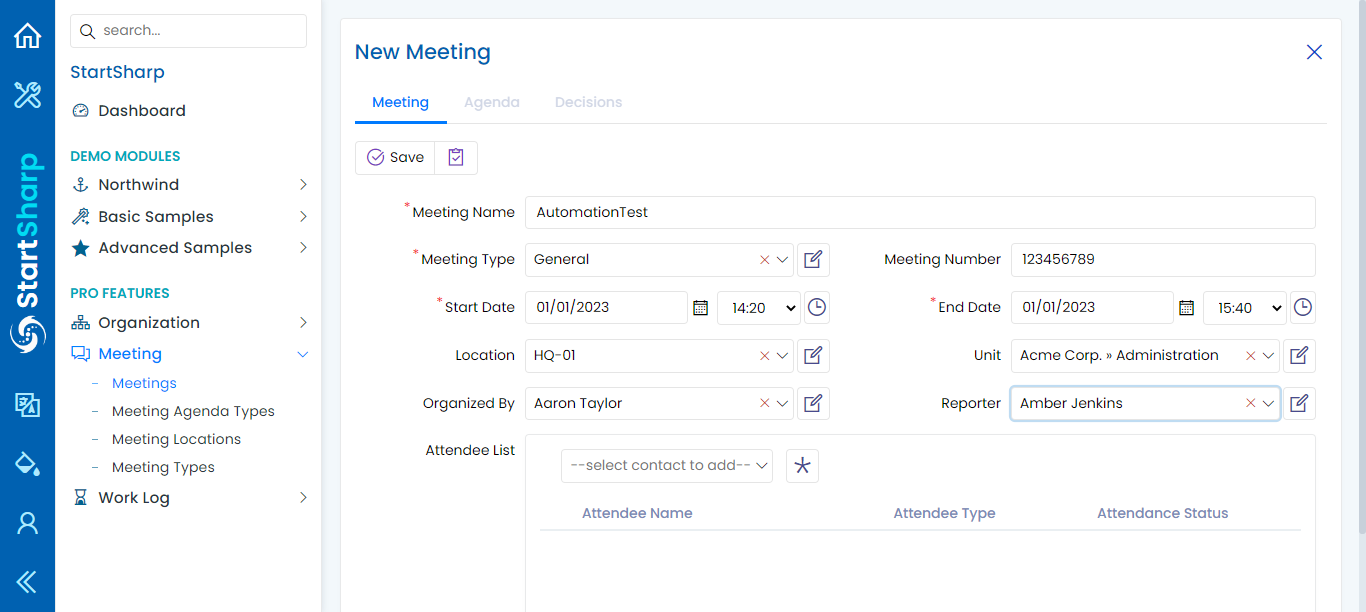 search...
StartSharp
StartSharp
Dashboard
DEMO MODULES
Northwind
Basic Samples
Advanced Samples
PRO FEATURES
Organization
Meeting
Meetings
Meeting Agenda Types
Meeting Locations
Meeting Types
Work Log
New Meeting
Meeting Agenda Decisions
Save
*Meeting Name AutomationTest
*Meeting Type General Meeting Number 123456789
*Start Date 01/01/2023 14:20 *End Date 01/01/2023 15:40
Location HQ-01 Unit Acme Corp. » Administration
Organized By Aaron Taylor Reporter Amber Jenkins
Attendee List
--select contact to add--
Attendee Name Attendee Type Attendance Status